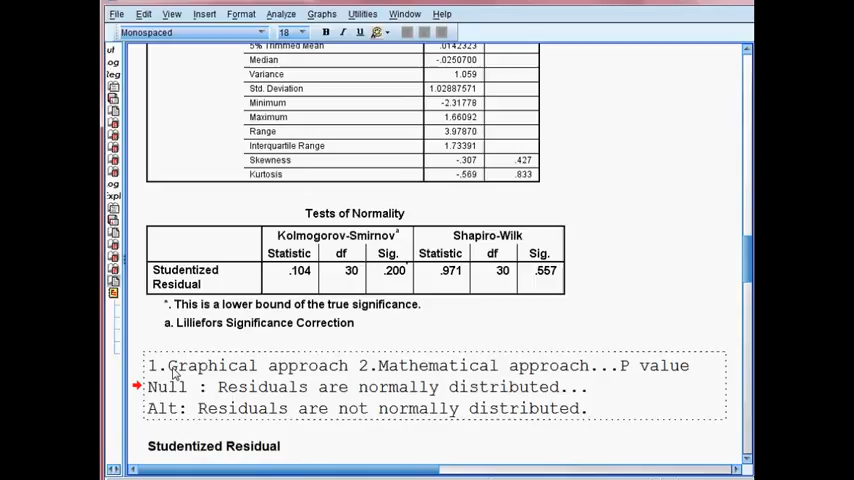 File Edit View Insert Format Analyze Graphs Utilities Window Help
Monospaced 18 B I U
5% Trimmed Mean .0142323
Median -.0250700
Variance 1.059
Std. Deviation 1.02887571
Minimum -2.31778
Maximum 1.66092
Range 3.97870
Interquartile Range 1.73391
Skewness -.307 .427
Kurtosis -.569 .833
Tests of Normality
Kolmogorov-Smirnov a Shapiro-Wilk
Statistic df Sig. Statistic df Sig.
Studentized Residual .104 30 .200* .971 30 .557
*. This is a lower bound of the true significance.
a. Lilliefors Significance Correction
1.Graphical approach 2.Mathematical approach...P value
Null : Residuals are normally distributed...
Alt: Residuals are not normally distributed.
Studentized Residual